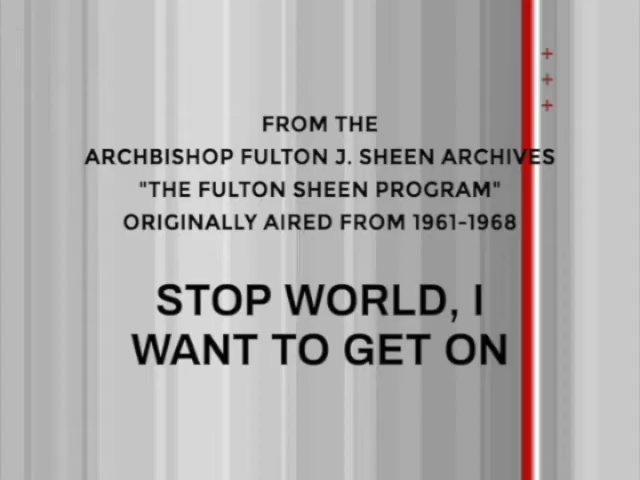 FROM THE
ARCHBISHOP FULTON J. SHEEN ARCHIVES
"THE FULTON SHEEN PROGRAM"
ORIGINALLY AIRED FROM 1961-1968
STOP WORLD, I
WANT TO GET ON